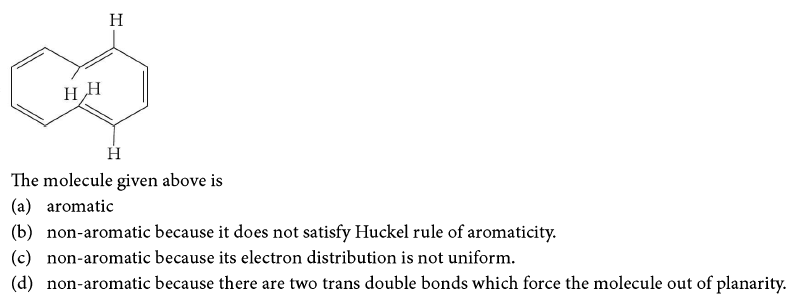 H
H H
H
The molecule given above is
(a) aromatic
(b) non-aromatic because it does not satisfy Huckel rule of aromaticity.
(c) non-aromatic because its electron distribution is not uniform.
(d) non-aromatic because there are two trans double bonds which force the molecule out of planarity.